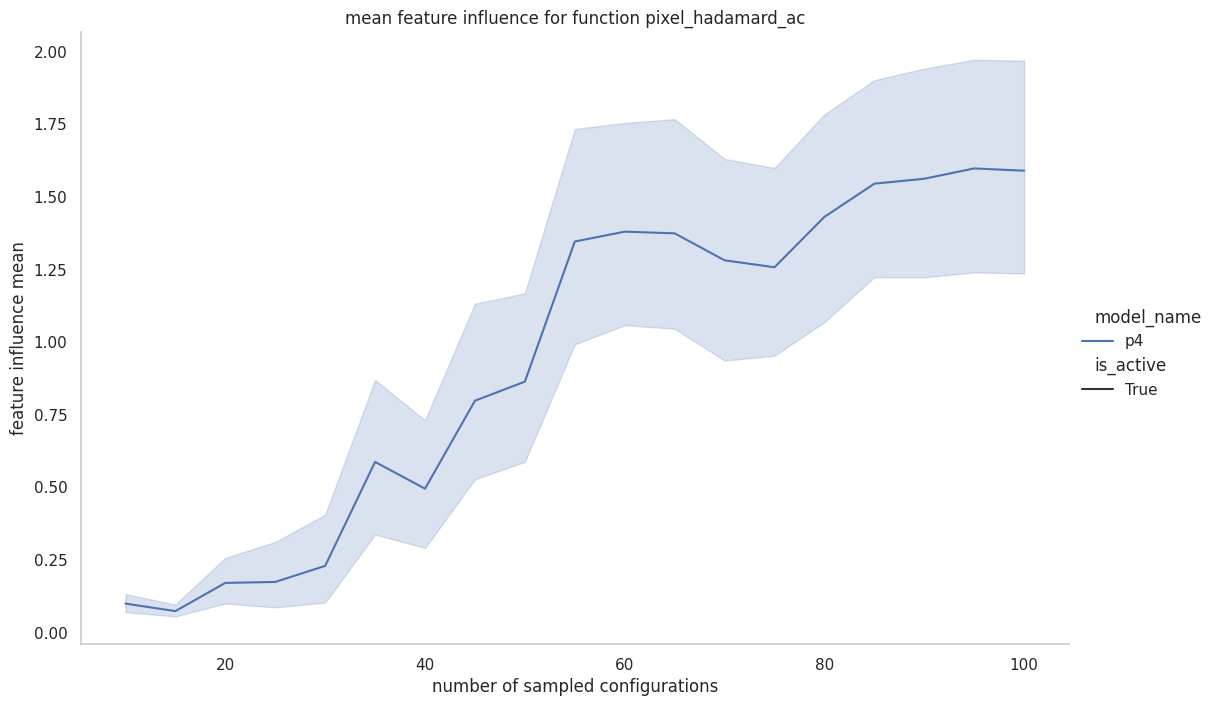 mean feature influence for function pixel_hadamard_ac
2.00
1.75
1.50
1.25
1.00
0.75
0.50
0.25
0.00
feature influence mean
20
40
60
80
100
number of sampled configurations
model_name
p4
is_active
True